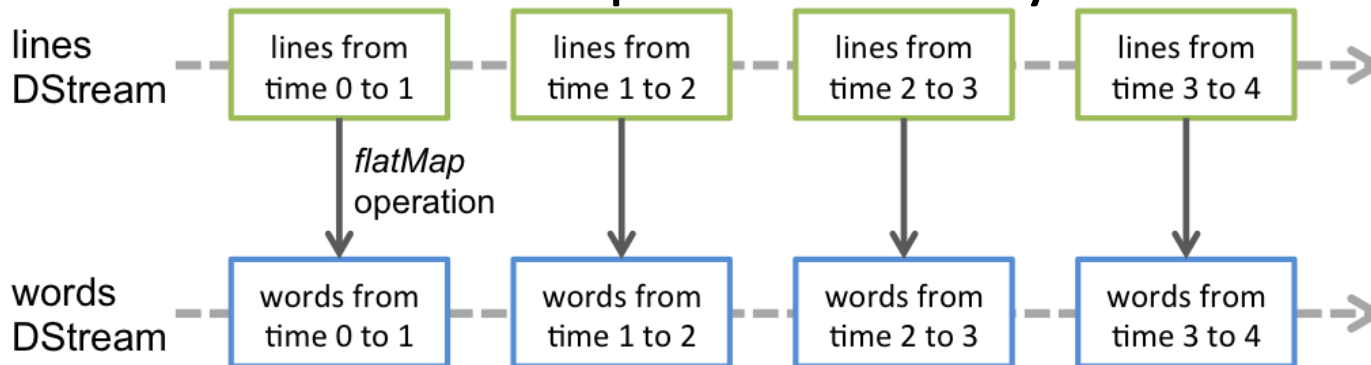 lines
DStream
lines from
time 0 to 1
lines from
time 1 to 2
lines from
time 2 to 3
lines from
time 3 to 4
flatMap
operation
words
DStream
words from
time 0 to 1
words from
time 1 to 2
words from
time 2 to 3
words from
time 3 to 4